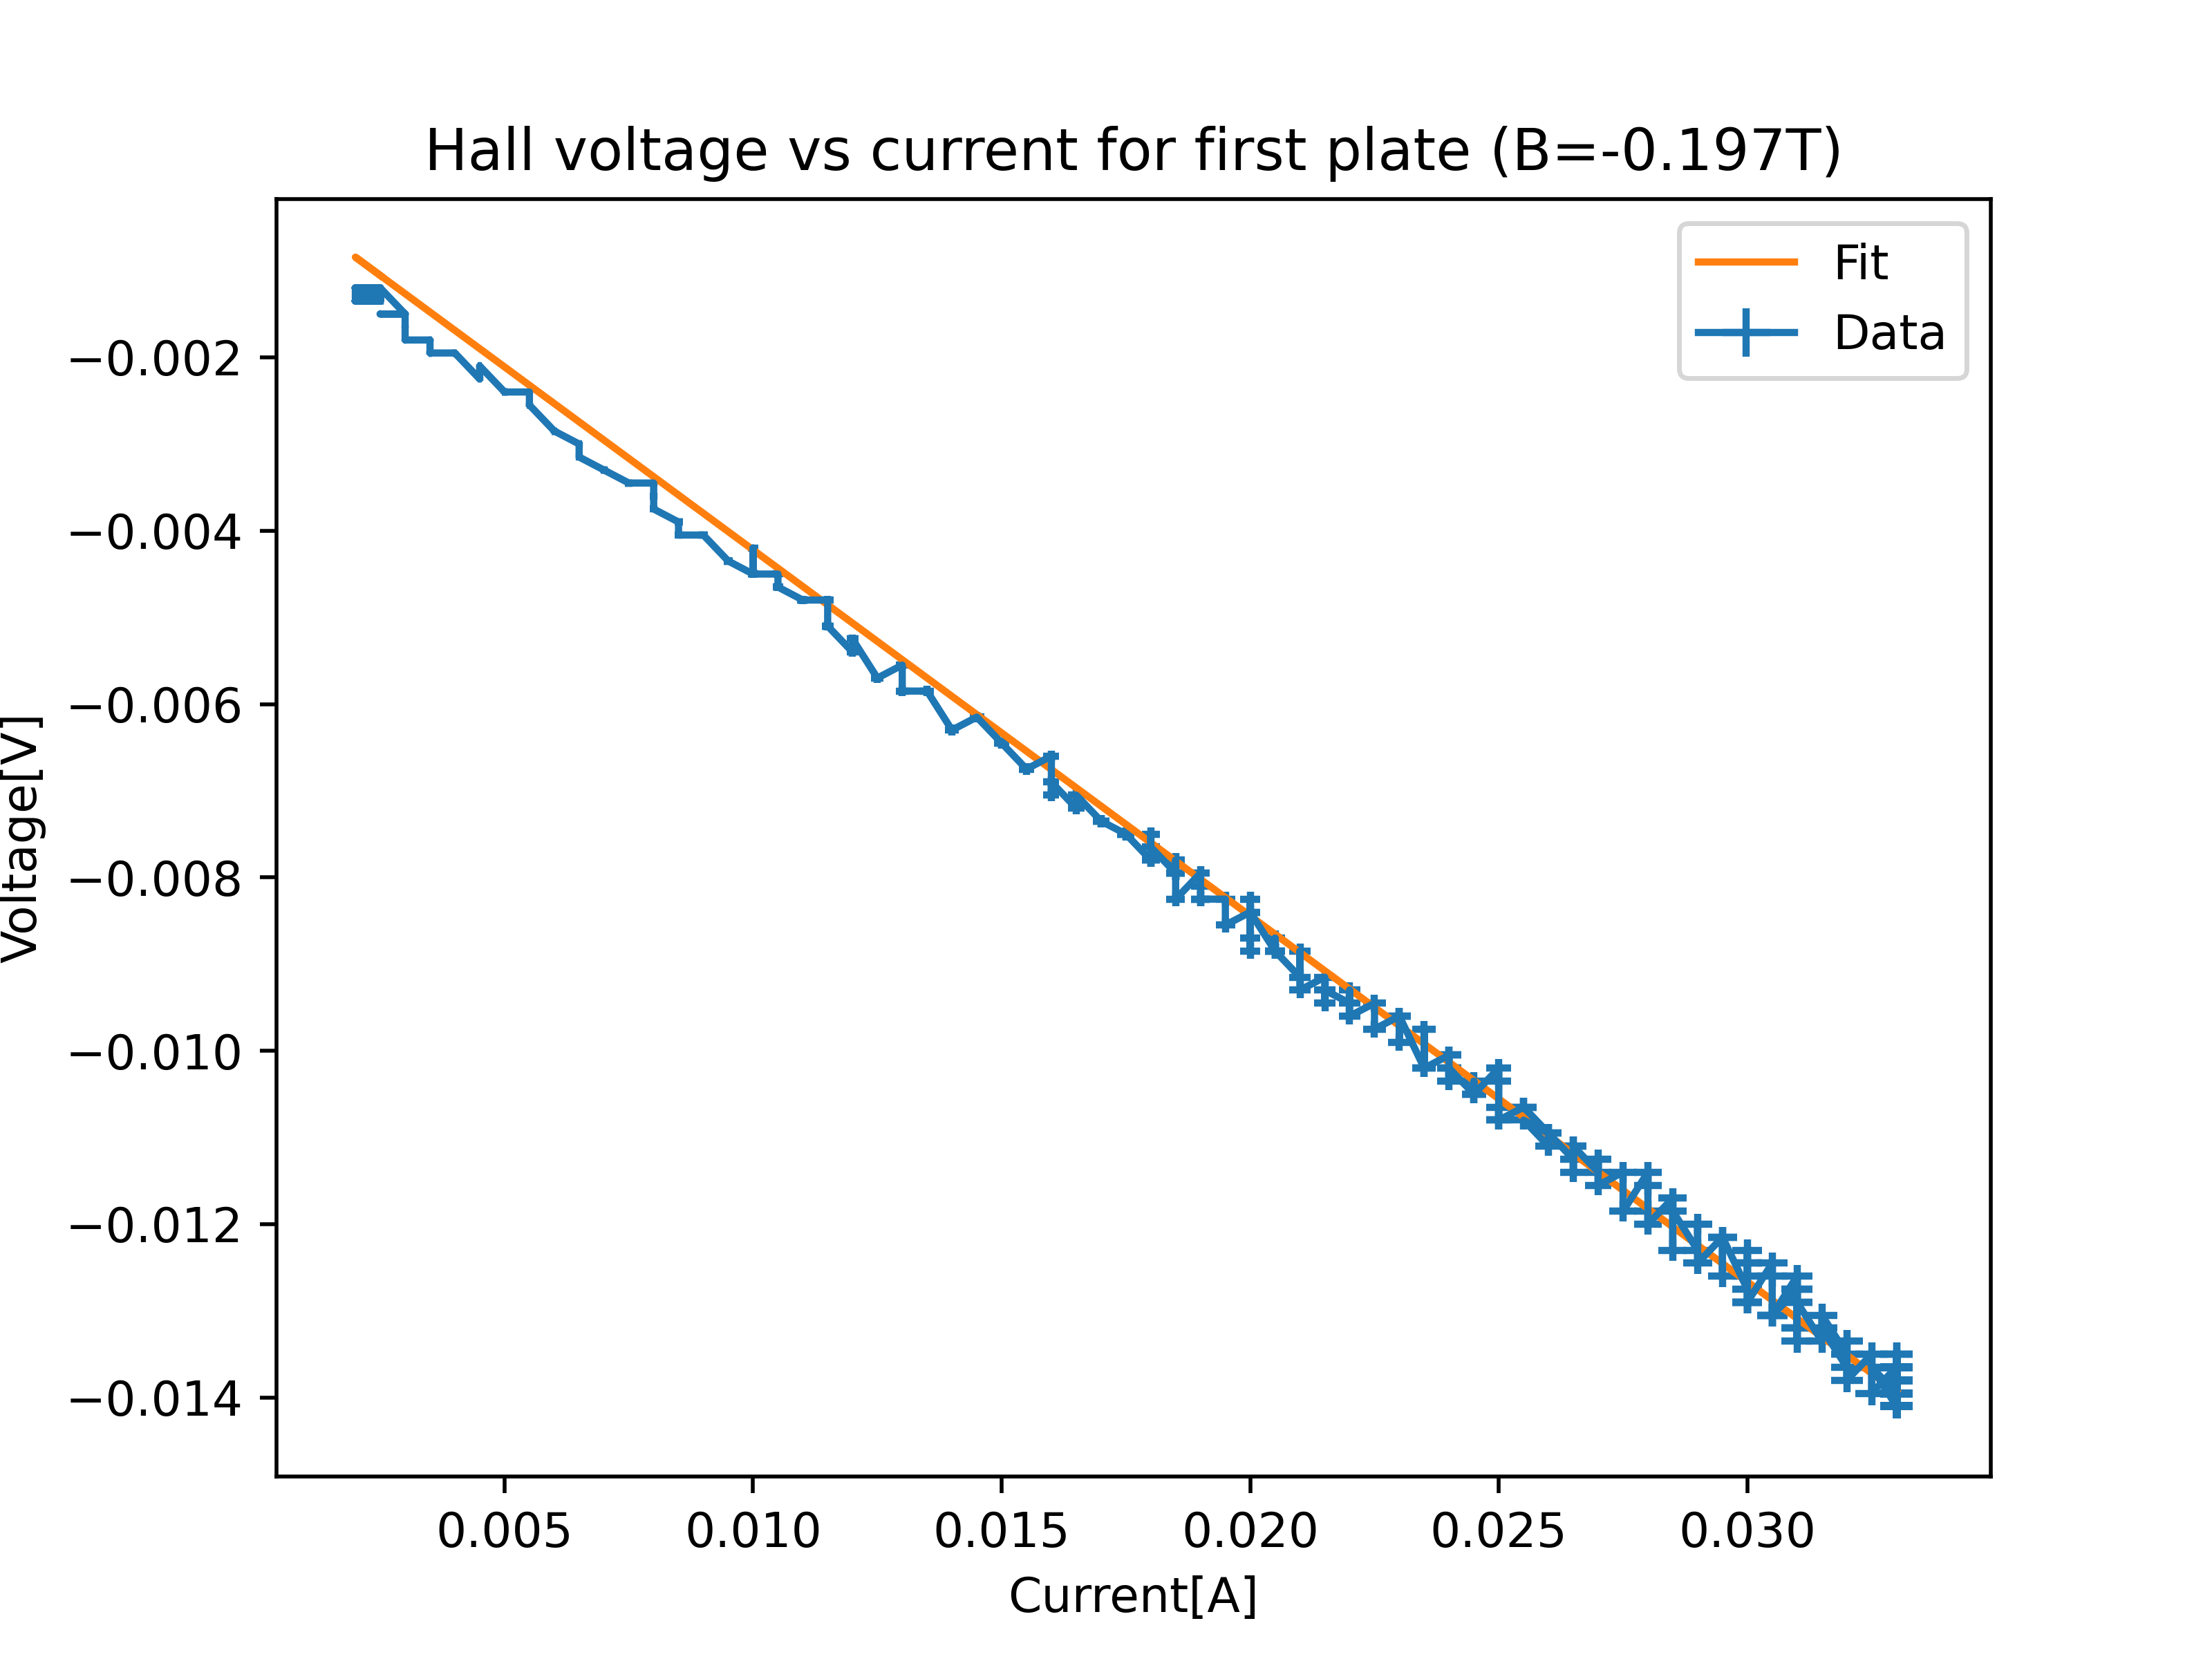 Hall voltage vs current for first plate (B=-0.197T)
Fit
Data
−0.002
−0.004
−0.006
−0.008
−0.010
−0.012
−0.014
Voltage[V]
0.005 0.010 0.015 0.020 0.025 0.030
Current[A]